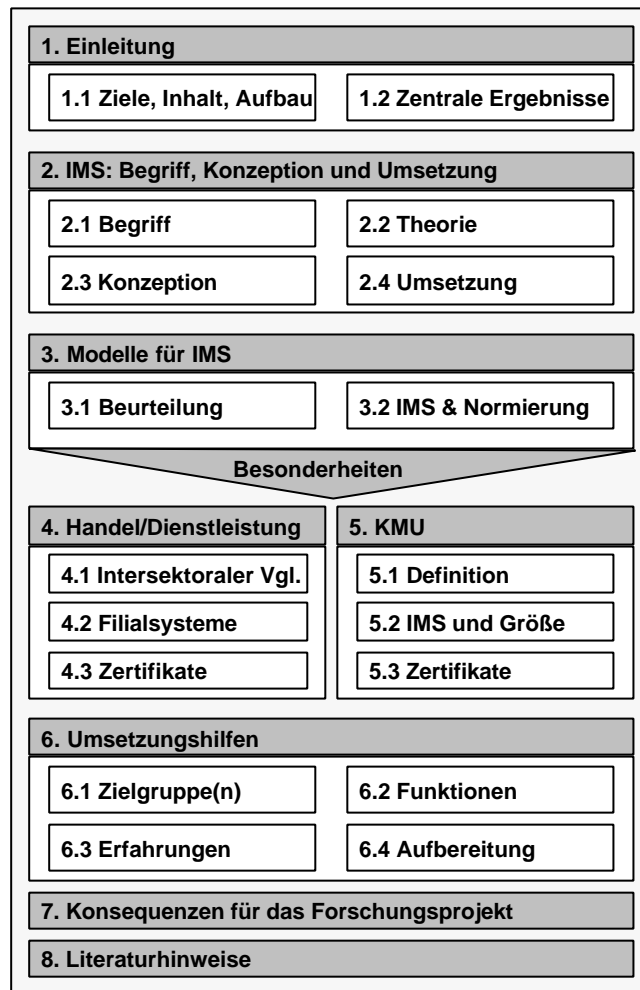 1. Einleitung
1.1 Ziele, Inhalt, Aufbau
1.2 Zentrale Ergebnisse
2. IMS: Begriff, Konzeption und Umsetzung
2.1 Begriff
2.2 Theorie
2.3 Konzeption
2.4 Umsetzung
3. Modelle für IMS
3.1 Beurteilung
3.2 IMS & Normierung
Besonderheiten
4. Handel/Dienstleistung
4.1 Intersektoraler Vgl.
4.2 Filialsysteme
4.3 Zertifikate
5. KMU
5.1 Definition
5.2 IMS und Größe
5.3 Zertifikate
6. Umsetzungshilfen
6.1 Zielgruppe(n)
6.2 Funktionen
6.3 Erfahrungen
6.4 Aufbereitung
7. Konsequenzen für das Forschungsprojekt
8. Literaturhinweise